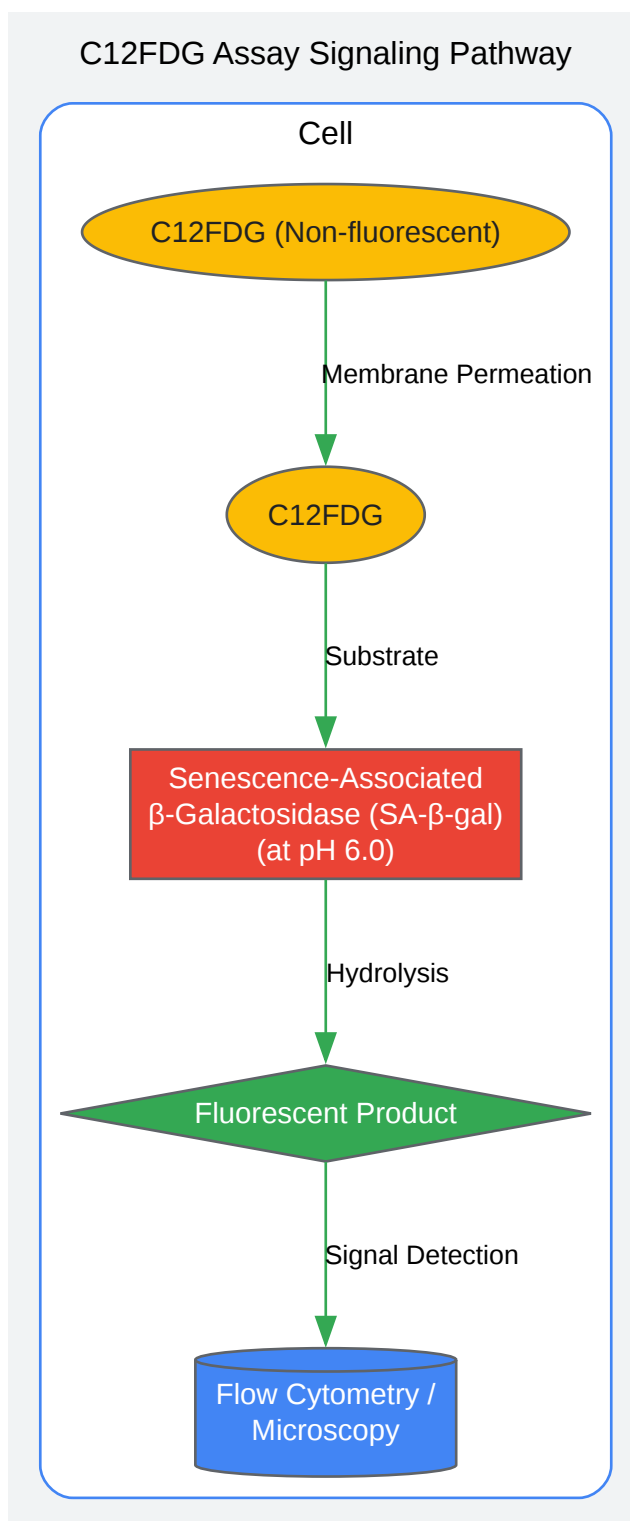 C12FDG Assay Signaling Pathway
Cell
C12FDG (Non-fluorescent)
Membrane Permeation
C12FDG
Substrate
Senescence-Associated
β-Galactosidase (SA-β-gal)
(at pH 6.0)
Hydrolysis
Fluorescent Product
Signal Detection
Flow Cytometry /
Microscopy